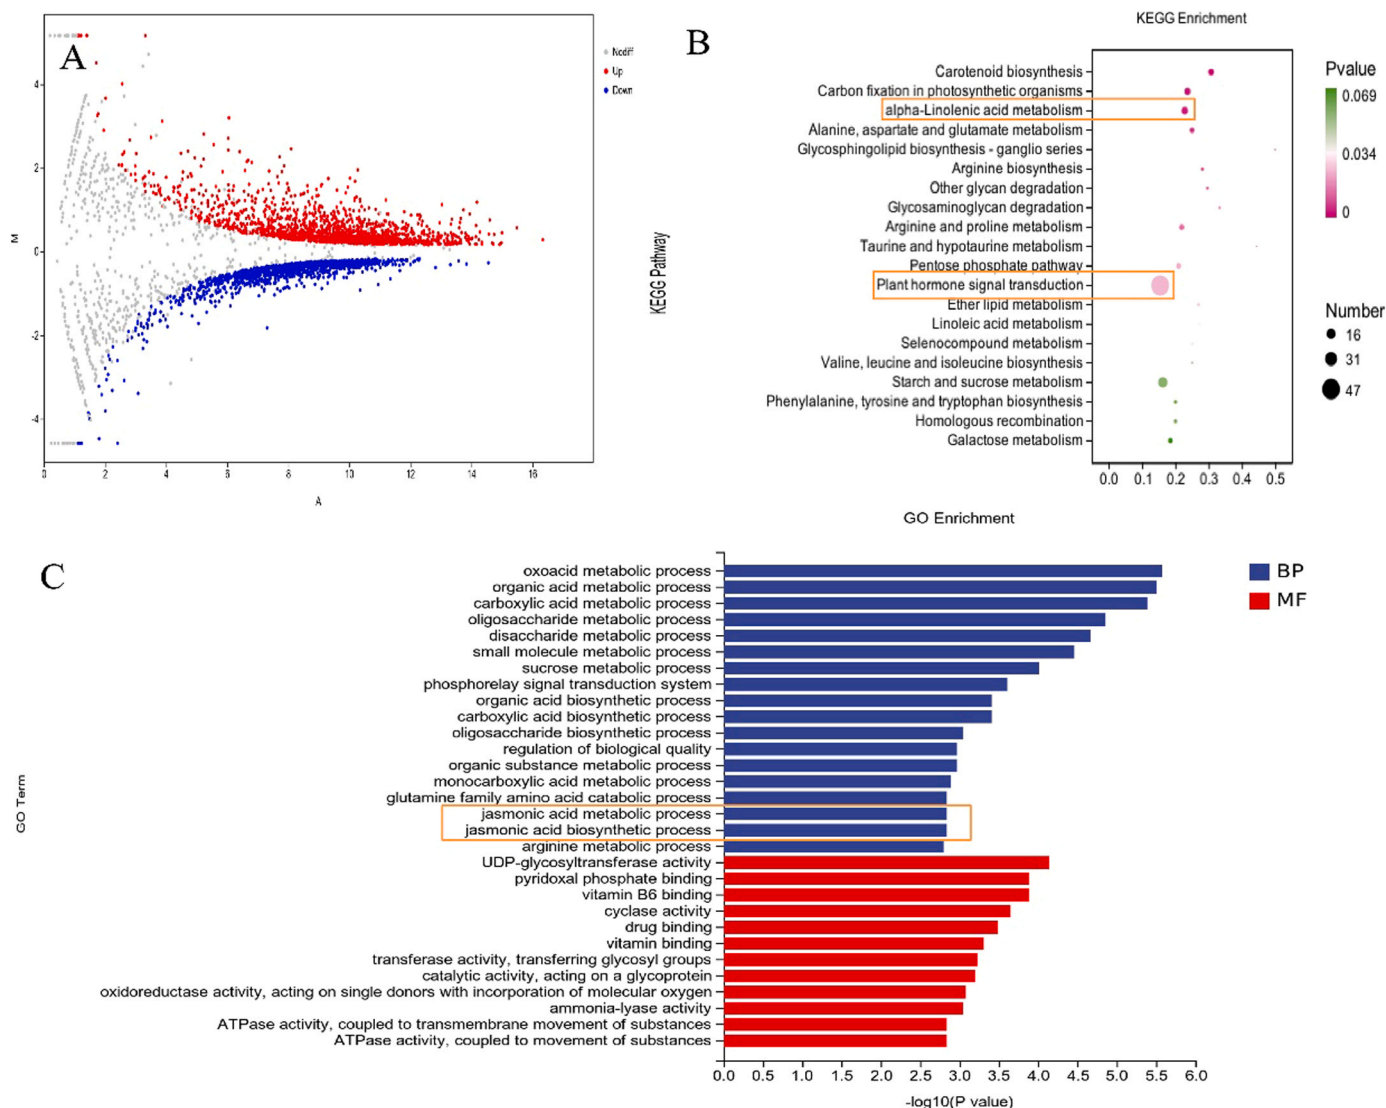 A
Nodiff
Up
Down
4
2
0
-2
-4
M
0
2
4
6
8
10
12
14
16
A
B
KEGG Enrichment
KEGG Pathway
Carotenoid biosynthesis
Carbon fixation in photosynthetic organisms
alpha-Linolenic acid metabolism
Alanine, aspartate and glutamate metabolism
Glycosphingolipid biosynthesis - ganglio series
Arginine biosynthesis
Other glycan degradation
Glycosaminoglycan degradation
Arginine and proline metabolism
Taurine and hypotaurine metabolism
Pentose phosphate pathway
Plant hormone signal transduction
Ether lipid metabolism
Linoleic acid metabolism
Selenocompound metabolism
Valine, leucine and isoleucine biosynthesis
Starch and sucrose metabolism
Phenylalanine, tyrosine and tryptophan biosynthesis
Homologous recombination
Galactose metabolism
0.0 0.1 0.2 0.3 0.4 0.5
Pvalue
0.069
0.034
0
Number
16
31
47
C
GO Enrichment
GO Term
oxoacid metabolic process
organic acid metabolic process
carboxylic acid metabolic process
oligosaccharide metabolic process
disaccharide metabolic process
small molecule metabolic process
sucrose metabolic process
phosphorelay signal transduction system
organic acid biosynthetic process
carboxylic acid biosynthetic process
oligosaccharide biosynthetic process
regulation of biological quality
organic substance metabolic process
monocarboxylic acid metabolic process
glutamine family amino acid catabolic process
jasmonic acid metabolic process
jasmonic acid biosynthetic process
arginine metabolic process
UDP-glycosyltransferase activity
pyridoxal phosphate binding
vitamin B6 binding
cyclase activity
drug binding
vitamin binding
transferase activity, transferring glycosyl groups
catalytic activity, acting on a glycoprotein
oxidoreductase activity, acting on single donors with incorporation of molecular oxygen
ammonia-lyase activity
ATPase activity, coupled to transmembrane movement of substances
ATPase activity, coupled to movement of substances
0.0 0.5 1.0 1.5 2.0 2.5 3.0 3.5 4.0 4.5 5.0 5.5 6.0
-log10(P value)
BP
MF